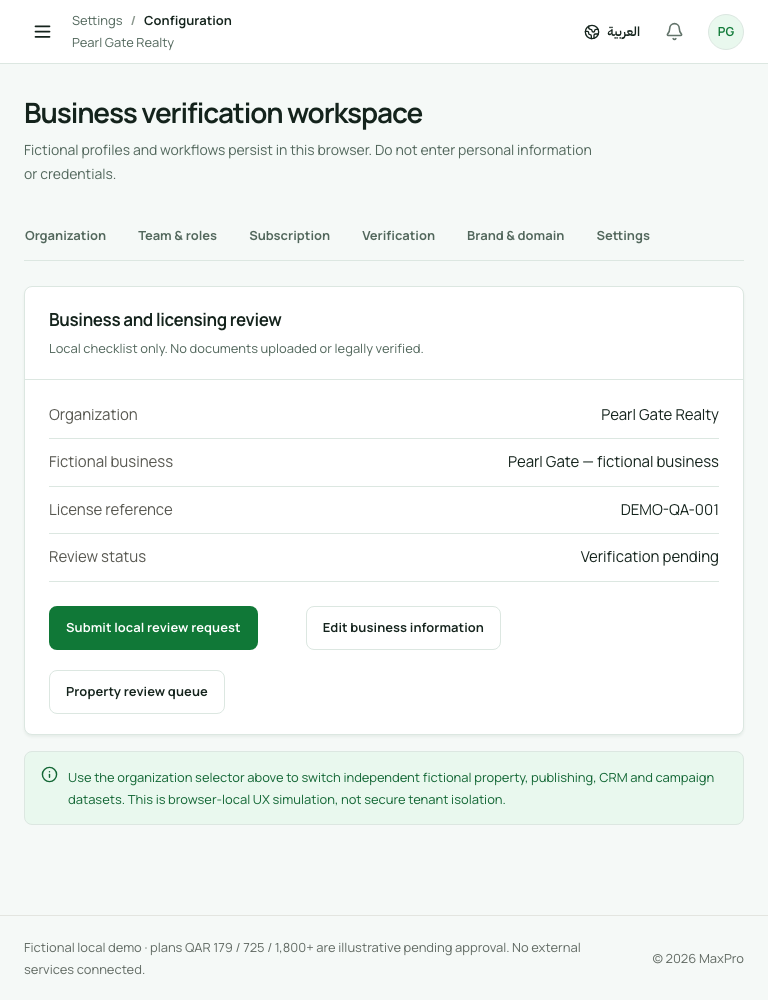 Settings / Configuration
Pearl Gate Realty
العربية
PG
Business verification workspace
Fictional profiles and workflows persist in this browser. Do not enter personal information
or credentials.
Organization Team & roles Subscription Verification Brand & domain Settings
Business and licensing review
Local checklist only. No documents uploaded or legally verified.
Organization Pearl Gate Realty
Fictional business Pearl Gate — fictional business
License reference DEMO-QA-001
Review status Verification pending
Submit local review request Edit business information
Property review queue
Use the organization selector above to switch independent fictional property, publishing, CRM and campaign
datasets. This is browser-local UX simulation, not secure tenant isolation.
Fictional local demo · plans QAR 179 / 725 / 1,800+ are illustrative pending approval. No external
services connected.
© 2026 MaxPro